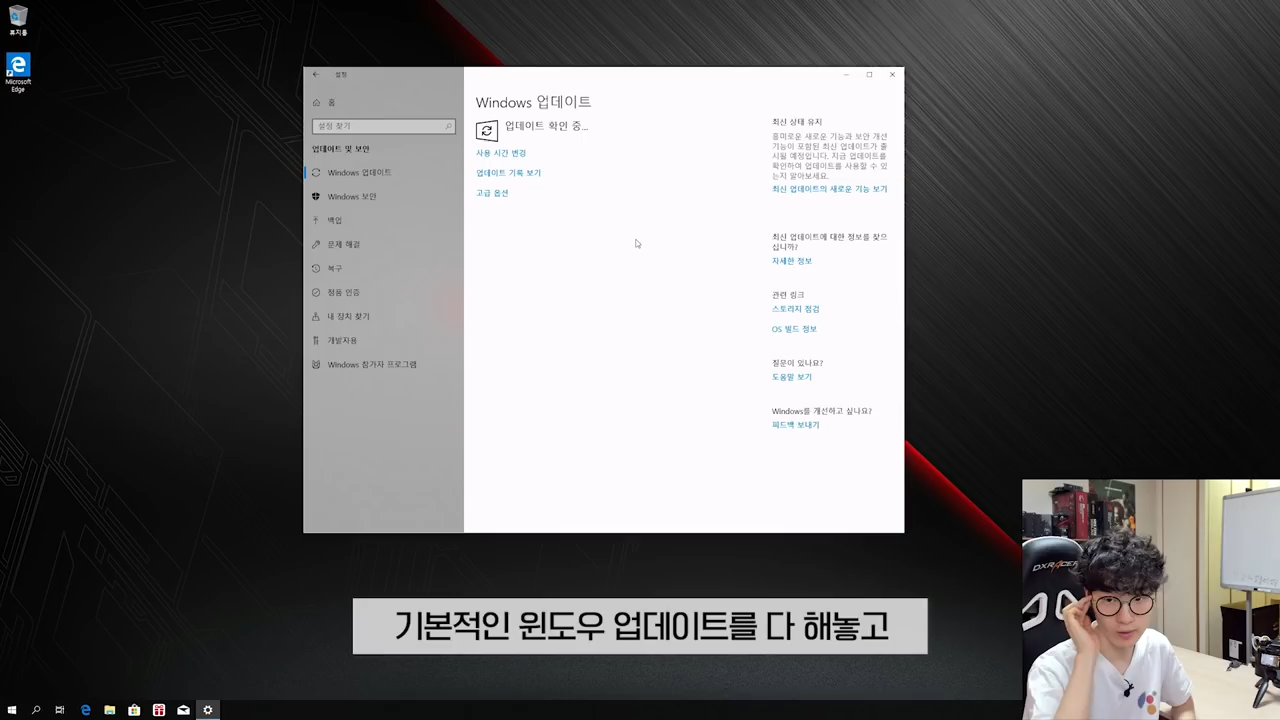 휴지통
Microsoft
Edge
설정
홈
설정 찾기
업데이트 및 보안
Windows 업데이트
Windows 보안
백업
문제 해결
복구
정품 인증
내 장치 찾기
개발자용
Windows 참가자 프로그램
Windows 업데이트
업데이트 확인 중...
사용 시간 변경
업데이트 기록 보기
고급 옵션
최신 상태 유지
흥미로운 새로운 기능과 보안 개선
기능이 포함된 최신 업데이트가 출
시될 예정입니다. 지금 업데이트를
확인하여 업데이트를 사용할 수 있
는지 알아보세요.
최신 업데이트의 새로운 기능 보기
최신 업데이트에 대한 정보를 찾으
십니까?
자세한 정보
관련 링크
스토리지 점검
OS 빌드 정보
질문이 있나요?
도움말 보기
Windows를 개선하고 싶나요?
피드백 보내기
DXRACER
기본적인 윈도우 업데이트를 다 해놓고